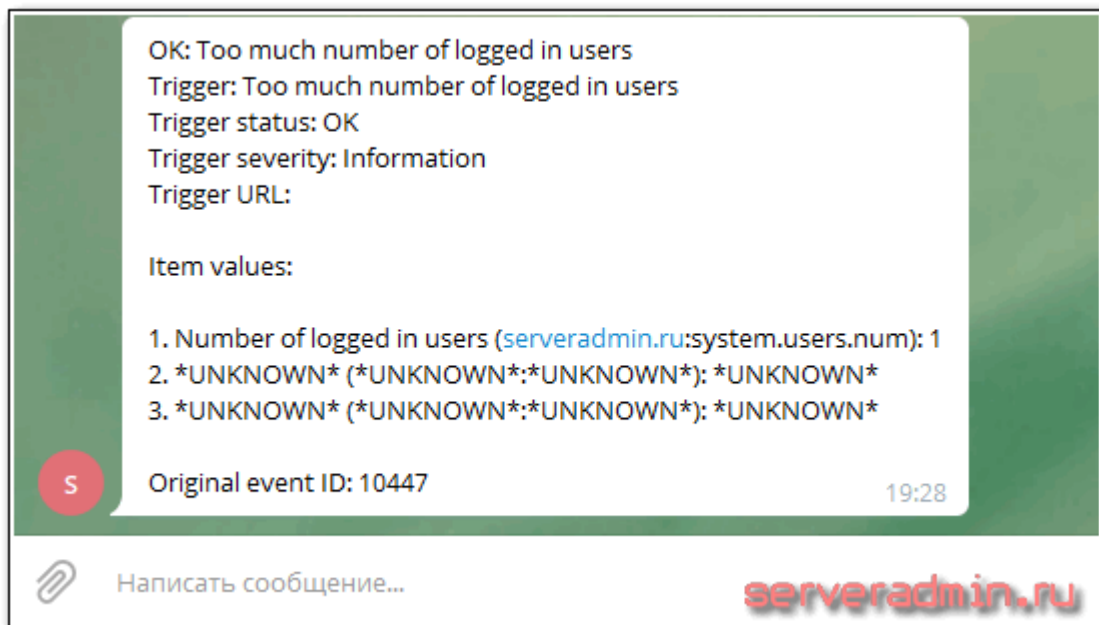 OK: Too much number of logged in users
Trigger: Too much number of logged in users
Trigger status: OK
Trigger severity: Information
Trigger URL:
Item values:
1. Number of logged in users (serveradmin.ru:system.users.num): 1
2. *UNKNOWN* (*UNKNOWN*:*UNKNOWN*): *UNKNOWN*
3. *UNKNOWN* (*UNKNOWN*:*UNKNOWN*): *UNKNOWN*
S
Original event ID: 10447
19:28
Написать сообщение...
serveradmin.ru